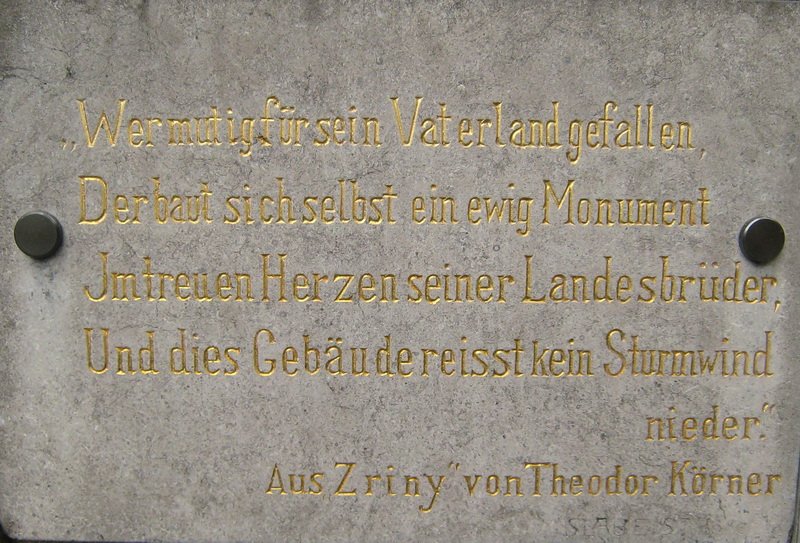 „Wer mutig für sein Vaterland gefallen,
Der baut sich selbst ein ewig Monument
Jm treuen Herzen seiner Landesbrüder,
Und dies Gebäude reisst kein Sturmwind
nieder."
Aus Zriny" von Theodor Körner